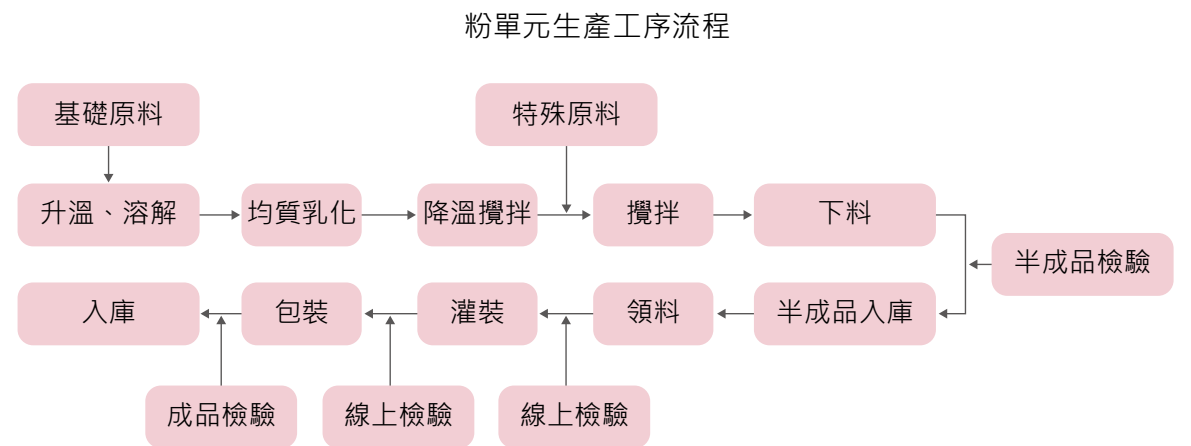 粉單元生產工序流程
基礎原料
特殊原料
升溫、溶解
均質乳化
降溫攪拌
攪拌
下料
半成品檢驗
入庫
包裝
灌裝
領料
半成品入庫
成品檢驗
線上檢驗
線上檢驗